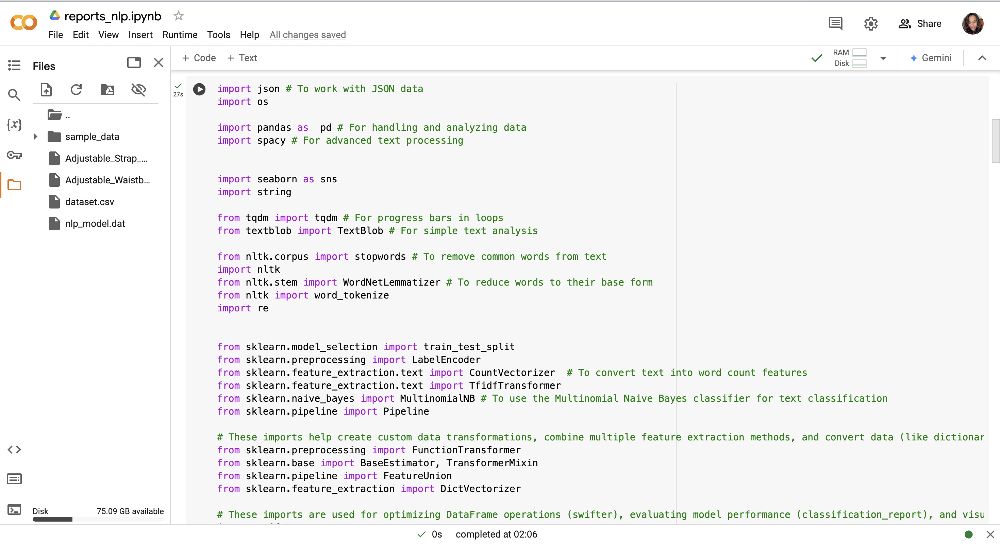 reports_nlp.ipynb
File Edit View Insert Runtime Tools Help All changes saved
Share
Files
+ Code + Text
RAM
Disk
Gemini
..
sample_data
Adjustable_Strap_...
Adjustable_Waistb...
dataset.csv
nlp_model.dat
{x}
Disk 75.09 GB available
27s
import json # To work with JSON data
import os
import pandas as  pd # For handling and analyzing data
import spacy # For advanced text processing
import seaborn as sns
import string
from tqdm import tqdm # For progress bars in loops
from textblob import TextBlob # For simple text analysis
from nltk.corpus import stopwords # To remove common words from text
import nltk
from nltk.stem import WordNetLemmatizer # To reduce words to their base form
from nltk import word_tokenize
import re
from sklearn.model_selection import train_test_split
from sklearn.preprocessing import LabelEncoder
from sklearn.feature_extraction.text import CountVectorizer  # To convert text into word count features
from sklearn.feature_extraction.text import TfidfTransformer
from sklearn.naive_bayes import MultinomialNB # To use the Multinomial Naive Bayes classifier for text classification
from sklearn.pipeline import Pipeline
# These imports help create custom data transformations, combine multiple feature extraction methods, and convert data (like dictionar
from sklearn.preprocessing import FunctionTransformer
from sklearn.base import BaseEstimator, TransformerMixin
from sklearn.pipeline import FeatureUnion
from sklearn.feature_extraction import DictVectorizer
# These imports are used for optimizing DataFrame operations (swifter), evaluating model performance (classification_report), and visu
0s completed at 02:06